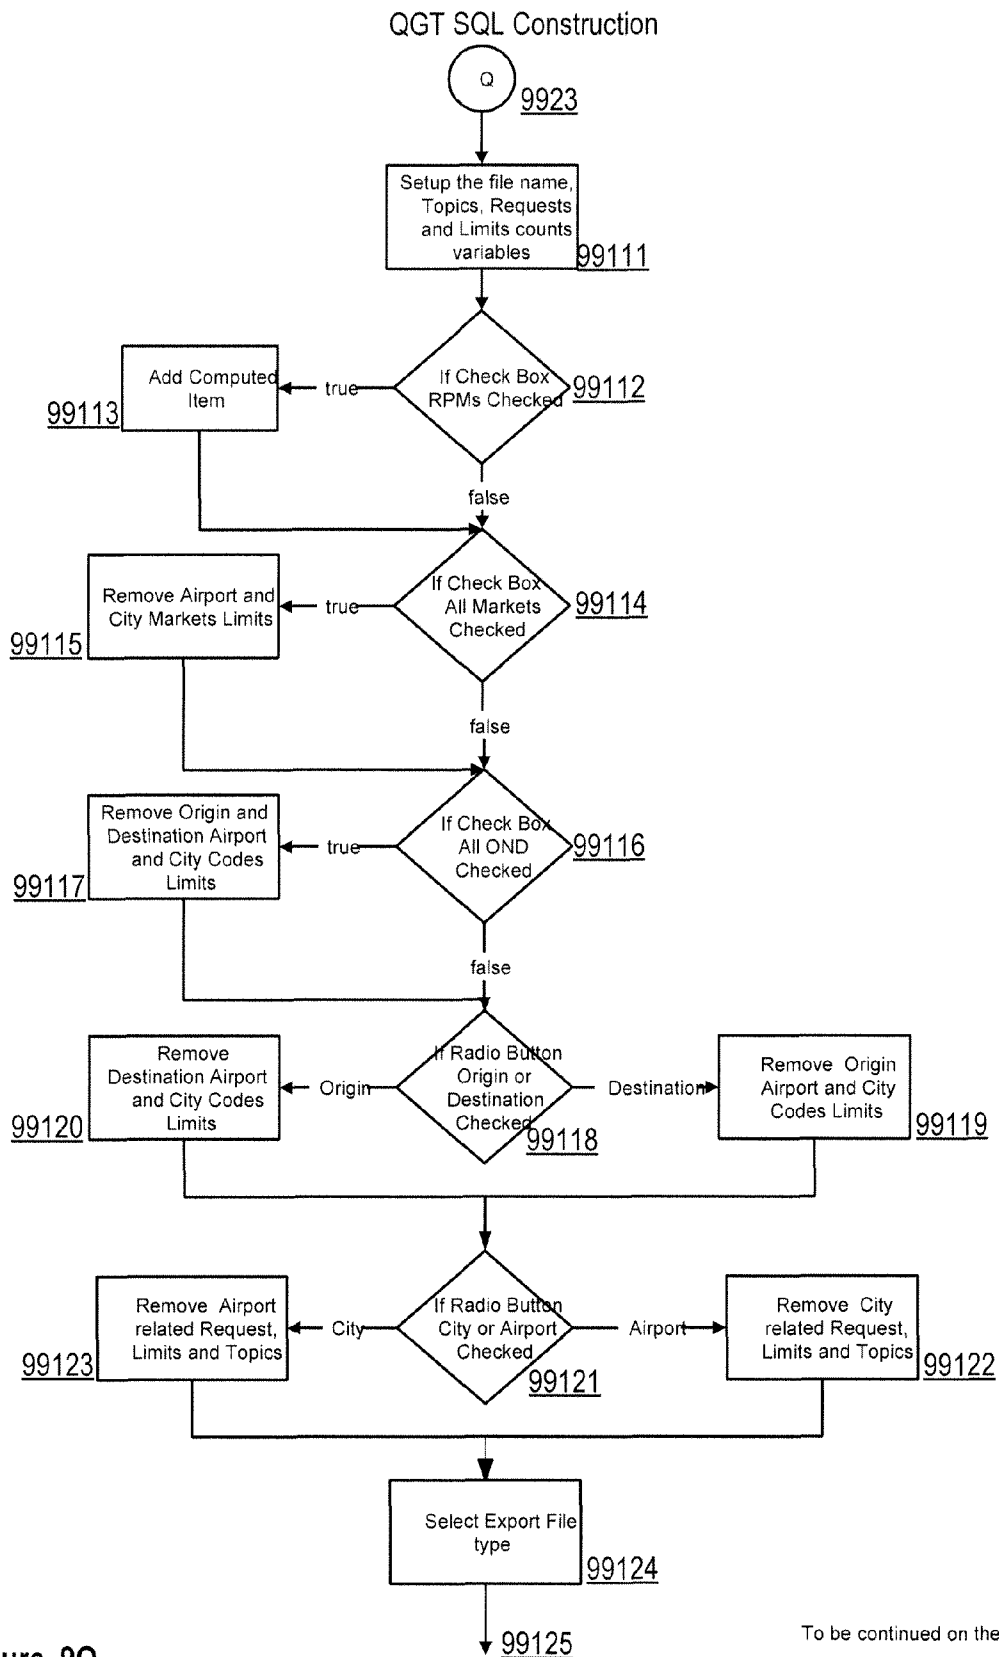 QGT SQL Construction
Q
9923
Setup the file name,
Topics, Requests
and Limits counts
variables
99111
If Check Box
RPMs Checked
99112
true
Add Computed
Item
99113
false
If Check Box
All Markets
Checked
99114
true
Remove Airport and
City Markets Limits
99115
false
If Check Box
All OND
Checked
99116
true
Remove Origin and
Destination Airport
and City Codes
Limits
99117
false
If Radio Button
Origin or
Destination
Checked
99118
Origin
Remove
Destination Airport
and City Codes
Limits
99120
Destination
Remove Origin
Airport and City
Codes Limits
99119
If Radio Button
City or Airport
Checked
99121
City
Remove Airport
related Request,
Limits and Topics
99123
Airport
Remove City
related Request,
Limits and Topics
99122
Select Export File
type
99124
99125
To be continued on the